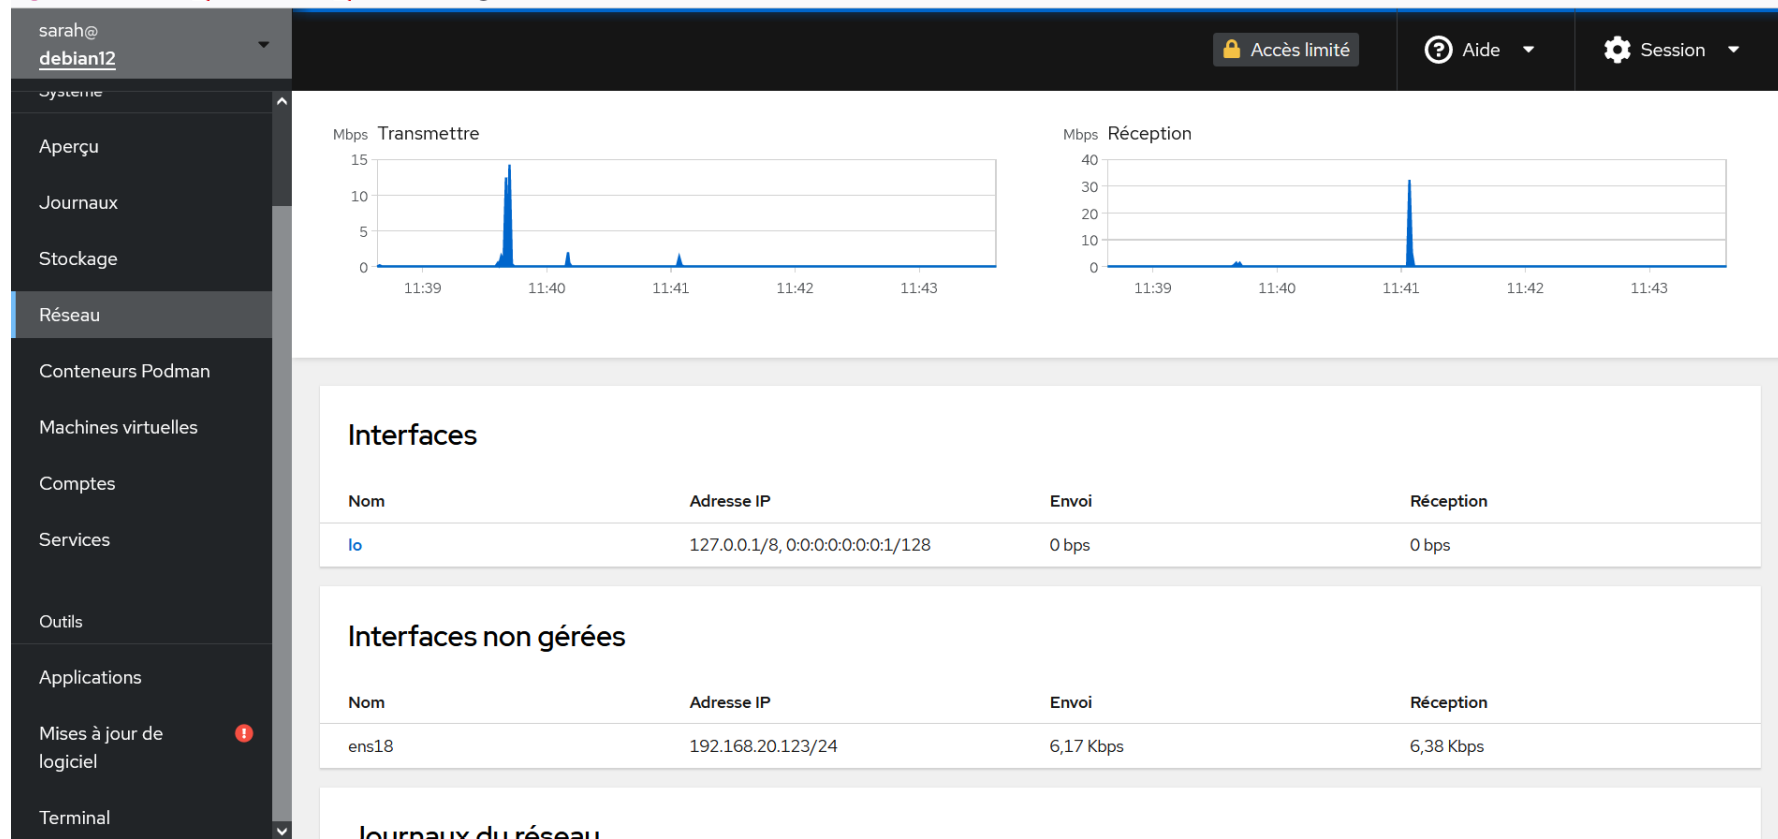 sarah@
debian12
Accès limité
Aide
Session
Système
Aperçu
Journaux
Stockage
Réseau
Conteneurs Podman
Machines virtuelles
Comptes
Services
Outils
Applications
Mises à jour de
logiciel
Terminal
Mbps Transmettre
15
10
5
0
11:39 11:40 11:41 11:42 11:43
Mbps Réception
40
30
20
10
0
11:39 11:40 11:41 11:42 11:43
Interfaces
Nom Adresse IP Envoi Réception
lo 127.0.0.1/8, 0:0:0:0:0:0:0:1/128 0 bps 0 bps
Interfaces non gérées
Nom Adresse IP Envoi Réception
ens18 192.168.20.123/24 6,17 Kbps 6,38 Kbps
Journaux du réseau